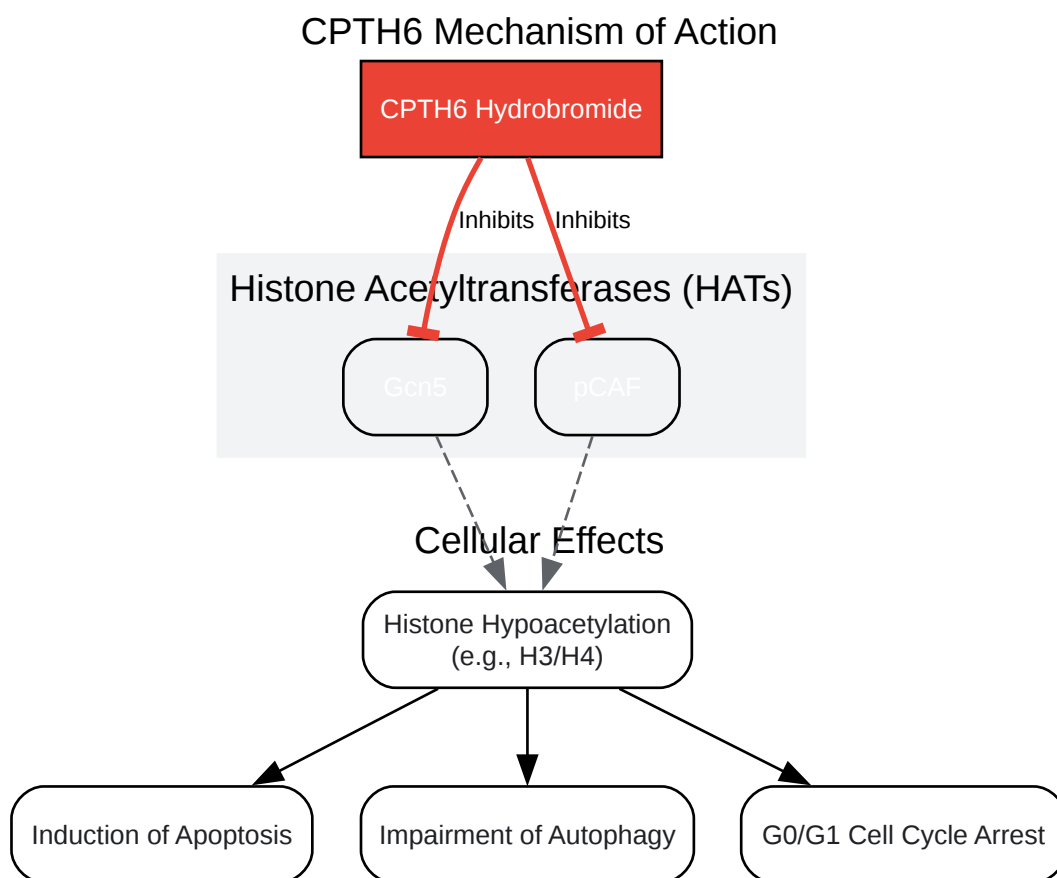 CPTH6 Mechanism of Action
CPTH6 Hydrobromide
Inhibits Inhibits
Histone Acetyltransferases (HATs)
Gcn5 pCAF
Cellular Effects
Histone Hypoacetylation
(e.g., H3/H4)
Induction of Apoptosis Impairment of Autophagy G0/G1 Cell Cycle Arrest